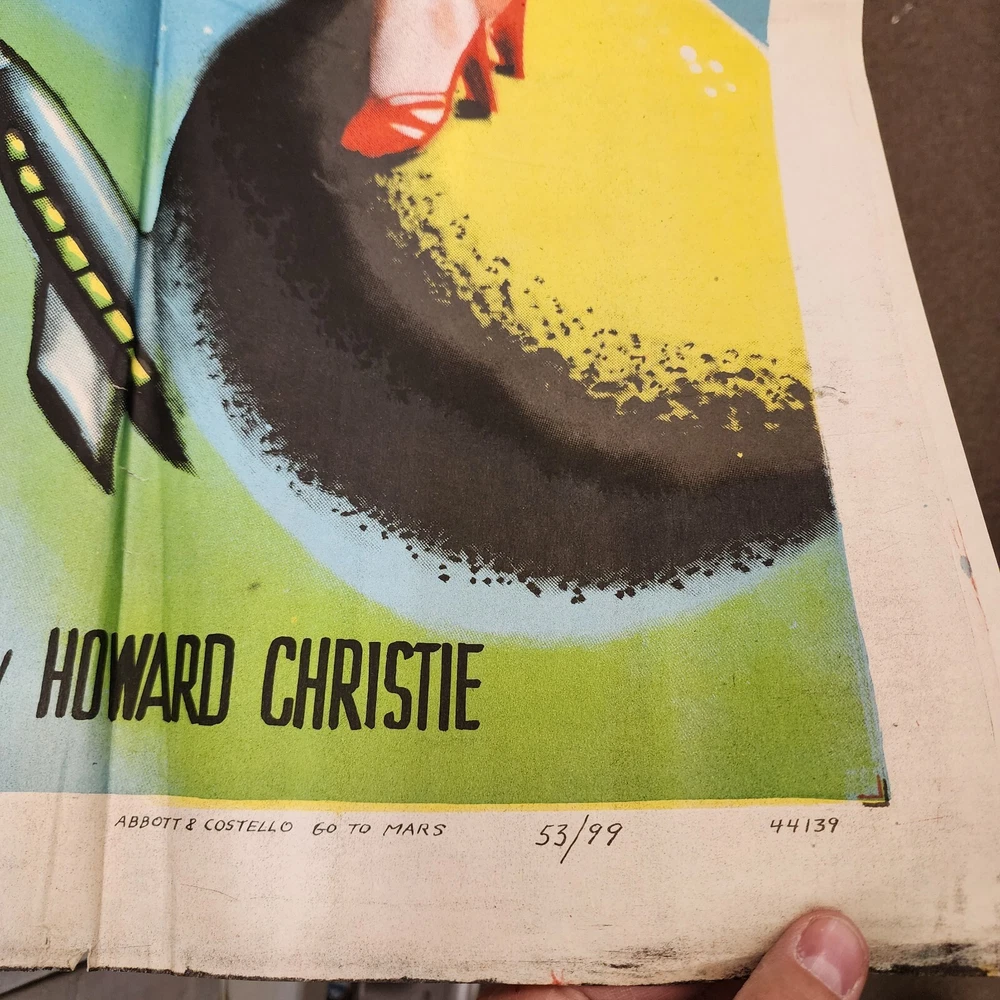 HOWARD CHRISTIE
ABBOTT & COSTELLO GO TO MARS 53/99 44139